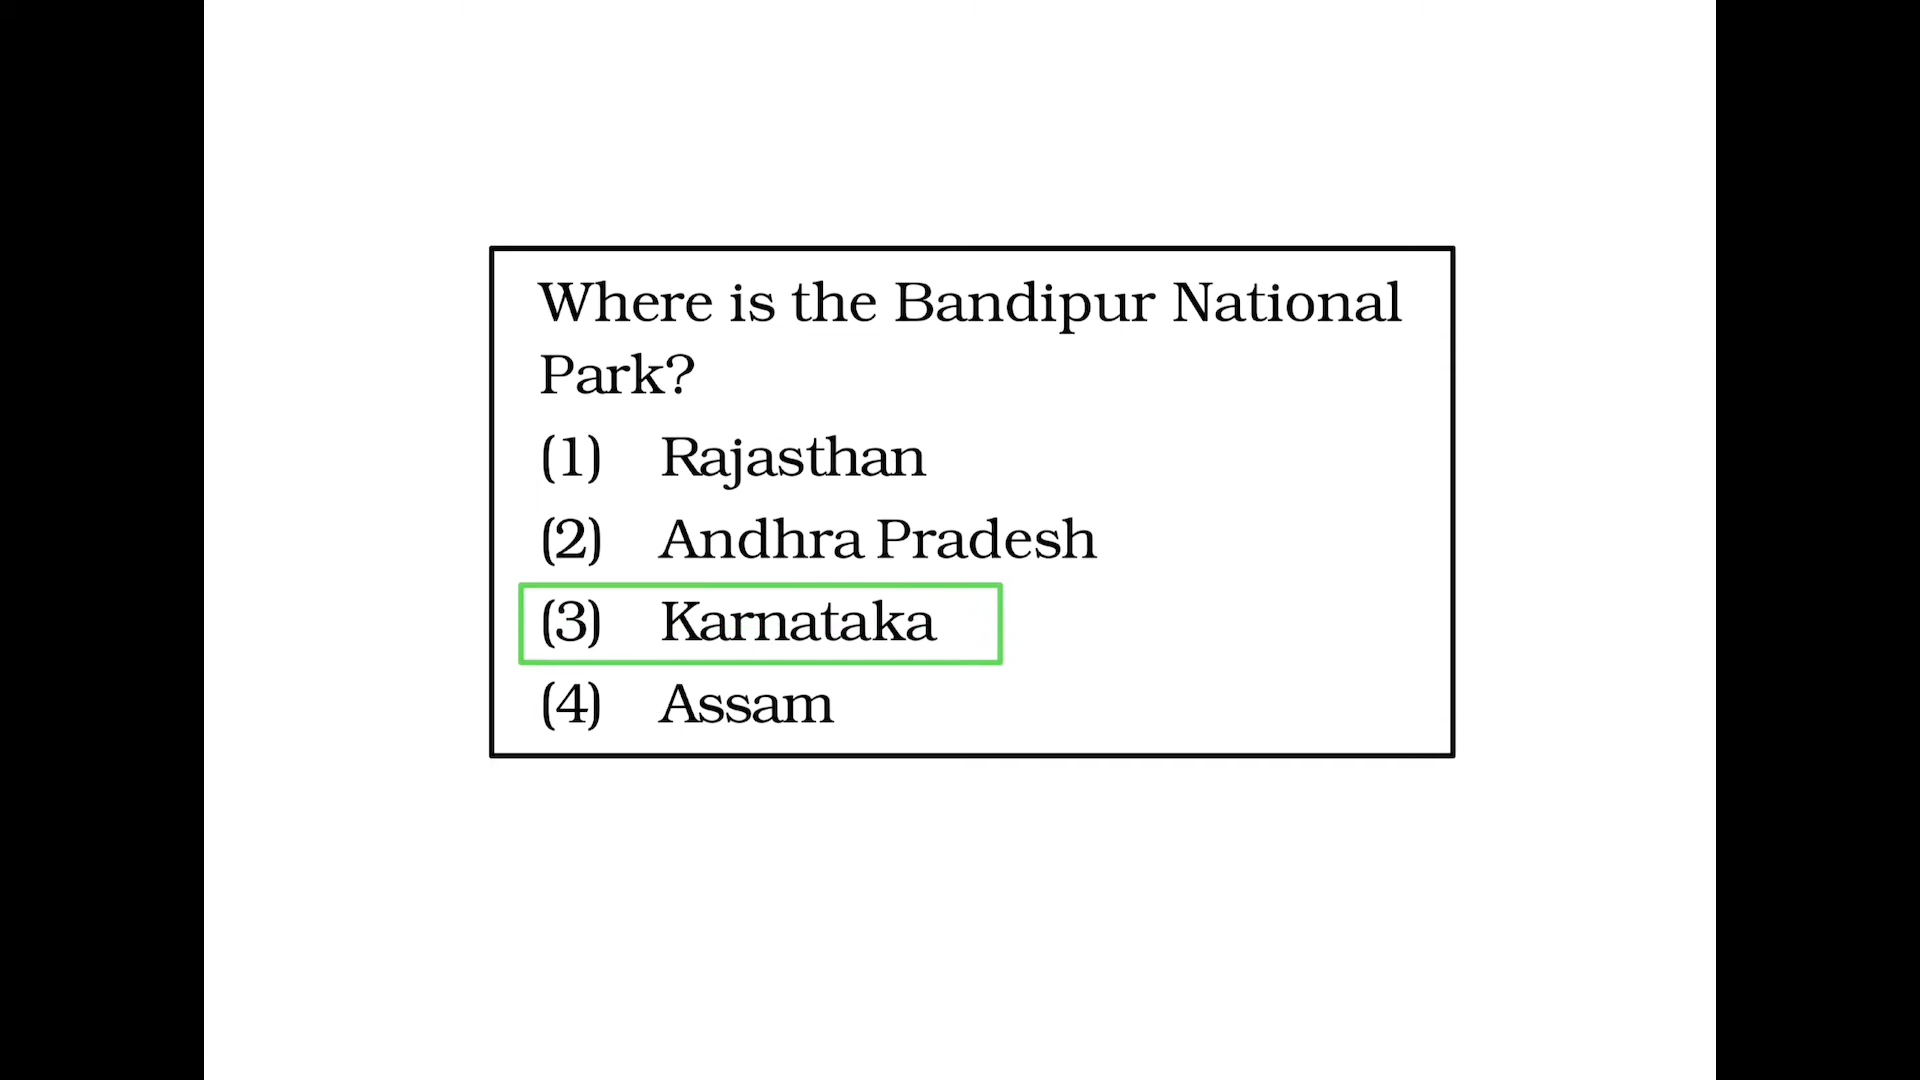 Where is the Bandipur National
Park?
(1) Rajasthan
(2) Andhra Pradesh
(3) Karnataka
(4) Assam